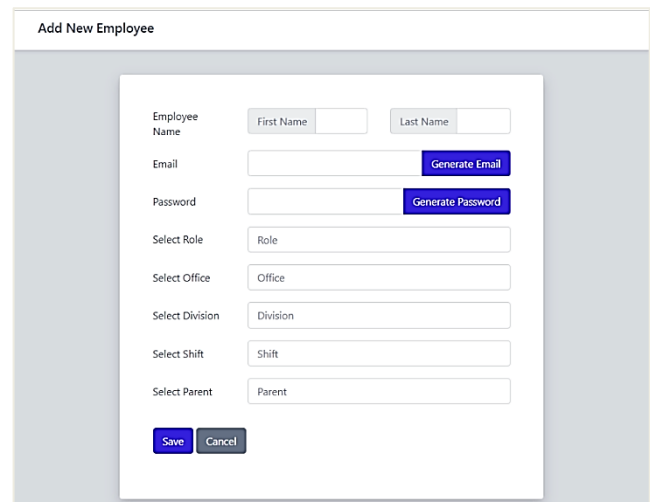 Add New Employee
Employee
Name
First Name
Last Name
Email
Generate Email
Password
Generate Password
Select Role
Role
Select Office
Office
Select Division
Division
Select Shift
Shift
Select Parent
Parent
Save
Cancel